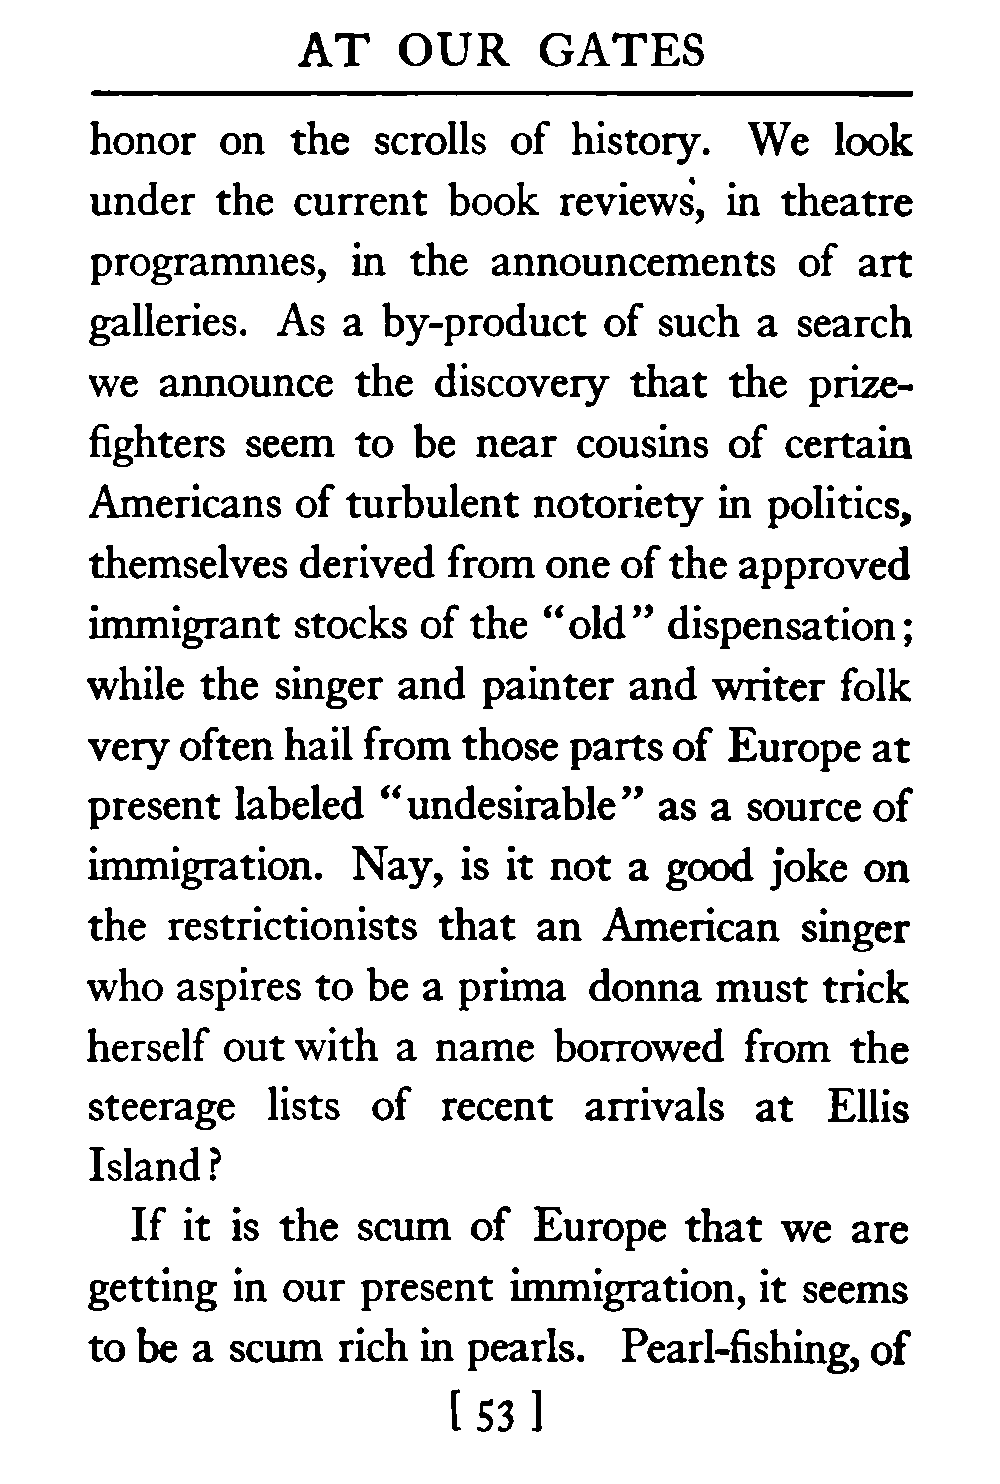 AT OUR GATES
honor on the scrolls of history. We look
under the current book reviews, in theatre
programmes, in the announcements of art
galleries. As a by-product of such a search
we announce the discovery that the prize-
fighters seem to be near cousins of certain
Americans of turbulent notoriety in politics,
themselves derived from one of the approved
immigrant stocks of the “old” dispensation;
while the singer and painter and writer folk
very often hail from those parts of Europe at
present labeled “undesirable” as a source of
immigration. Nay, is it not a good joke on
the restrictionists that an American singer
who aspires to be a prima donna must trick
herself out with a name borrowed from the
steerage lists of recent arrivals at Ellis
Island?
If it is the scum of Europe that we are
getting in our present immigration, it seems
to be a scum rich in pearls. Pearl-fishing, of
[ 53 ]